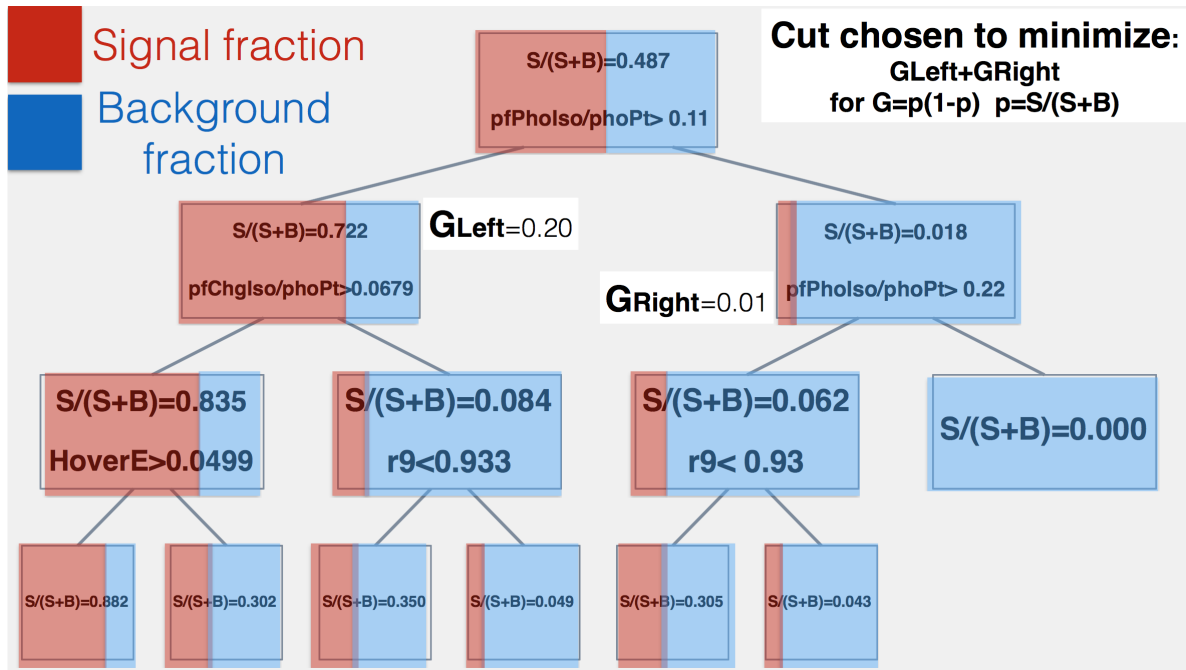 Signal fraction
Background
fraction
S/(S+B)=0.487
pfPhoIso/phoPt> 0.11
Cut chosen to minimize:
GLeft+GRight
for G=p(1-p) p=S/(S+B)
S/(S+B)=0.722
pfChgIso/phoPt>0.0679
GLeft=0.20
GRight=0.01
S/(S+B)=0.018
pfPhoIso/phoPt> 0.22
S/(S+B)=0.835
HoverE>0.0499
S/(S+B)=0.084
r9<0.933
S/(S+B)=0.062
r9< 0.93
S/(S+B)=0.000
S/(S+B)=0.882
S/(S+B)=0.302
S/(S+B)=0.350
S/(S+B)=0.049
S/(S+B)=0.305
S/(S+B)=0.043